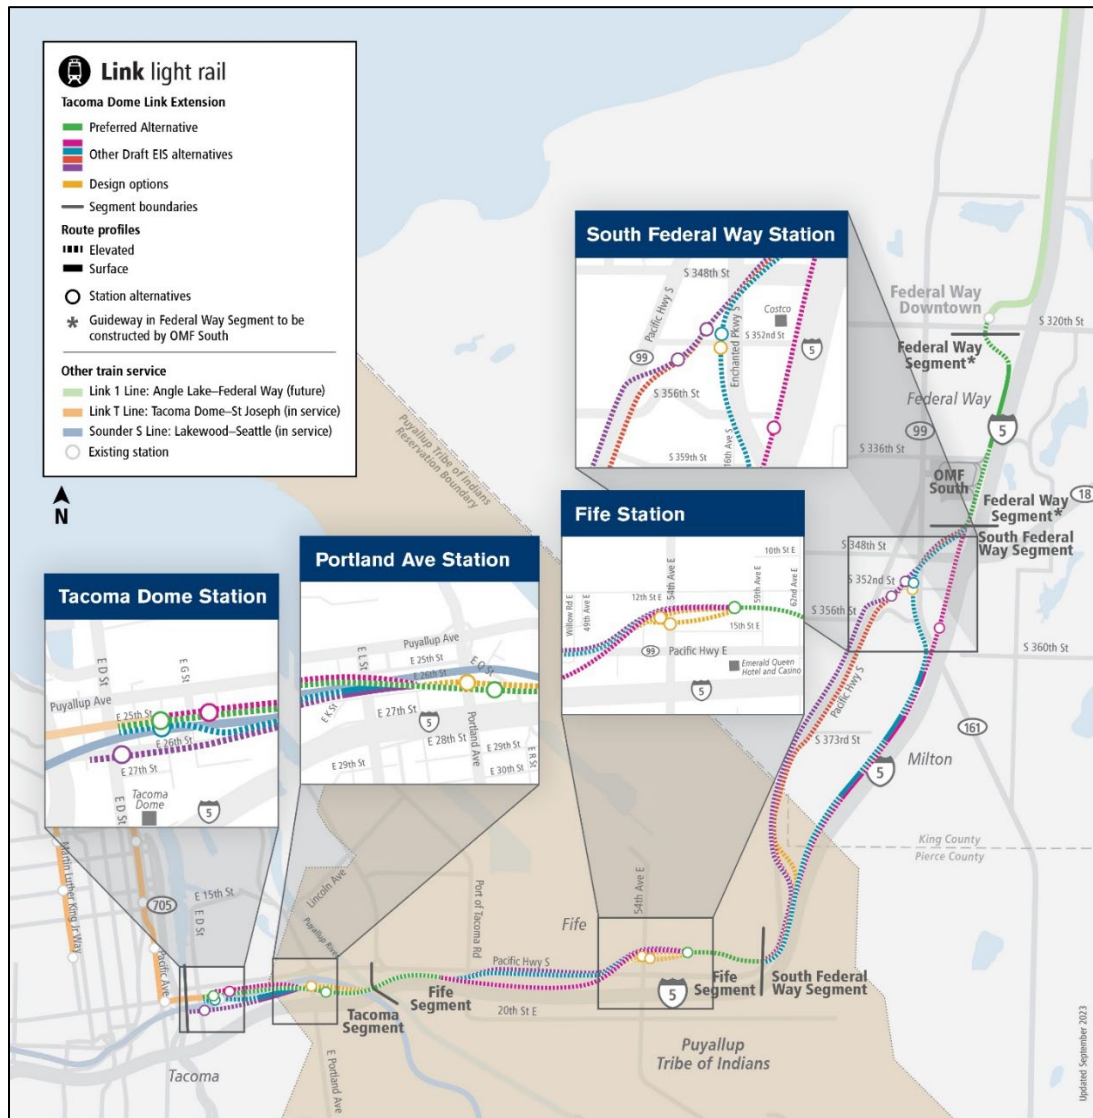 Link light rail
Tacoma Dome Link Extension
Preferred Alternative
Other Draft EIS alternatives
Design options
Segment boundaries
Route profiles
Elevated
Surface
Station alternatives
* Guideway in Federal Way Segment to be
constructed by OMF South
Other train service
Link 1 Line: Angle Lake–Federal Way (future)
Link T Line: Tacoma Dome–St Joseph (in service)
Sounder S Line: Lakewood–Seattle (in service)
Existing station
N
Puyallup Tribe of Indians
Reservation Boundary
South Federal Way Station
S 348th St
Pacific Hwy S
Enchanted Pkwy S
Costco
S 352nd St
99
5
S 356th St
16th Ave S
S 359th St
Federal Way
Downtown
S 320th St
Federal Way
Segment*
Federal Way
99
5
S 336th St
OMF
South
18
Federal Way
Segment*
South Federal
Way Segment
S 348th St
S 352nd St
S 356th St
S 360th St
Pacific Hwy S
161
S 373rd St
Milton
5
King County
Pierce County
Fife Station
10th St E
54th Ave E
59th Ave E
62nd Ave E
Willow Rd E
49th Ave E
12th St E
15th St E
99
Pacific Hwy E
Emerald Queen
Hotel and Casino
5
Portland Ave Station
Puyallup Ave
E L St
E 25th St
E 26th St
E Q St
E K St
E 27th St
5
Portland Ave
E 28th St
E 29th St
E 29th St
E 30th St
E R St
Tacoma Dome Station
E D St
E G St
Puyallup Ave
E 25th St
E 26th St
E 27th St
E D St
Tacoma
Dome
5
Martin Luther King Jr Way
705
E 15th St
E D St
Pacific Ave
Lincoln Ave
Puyallup River
Port of Tacoma Rd
54th Ave E
Fife
Pacific Hwy S
Fife
Segment
Tacoma
Segment
20th St E
5
Fife
Segment
South Federal
Way Segment
Puyallup
Tribe of Indians
Tacoma
E Portland Ave
Updated September 2023